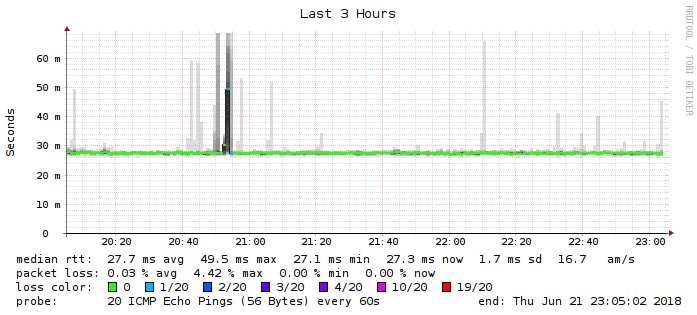 Last 3 Hours
RRDTOOL / TOBI OETIKER
Seconds
60 m
50 m
40 m
30 m
20 m
10 m
0
20:20 20:40 21:00 21:20 21:40 22:00 22:20 22:40 23:00
median rtt: 27.7 ms avg 49.5 ms max 27.1 ms min 27.3 ms now 1.7 ms sd 16.7 am/s
packet loss: 0.03 % avg 4.42 % max 0.00 % min 0.00 % now
loss color: 0 1/20 2/20 3/20 4/20 10/20 19/20
probe: 20 ICMP Echo Pings (56 Bytes) every 60s end: Thu Jun 21 23:05:02 2018